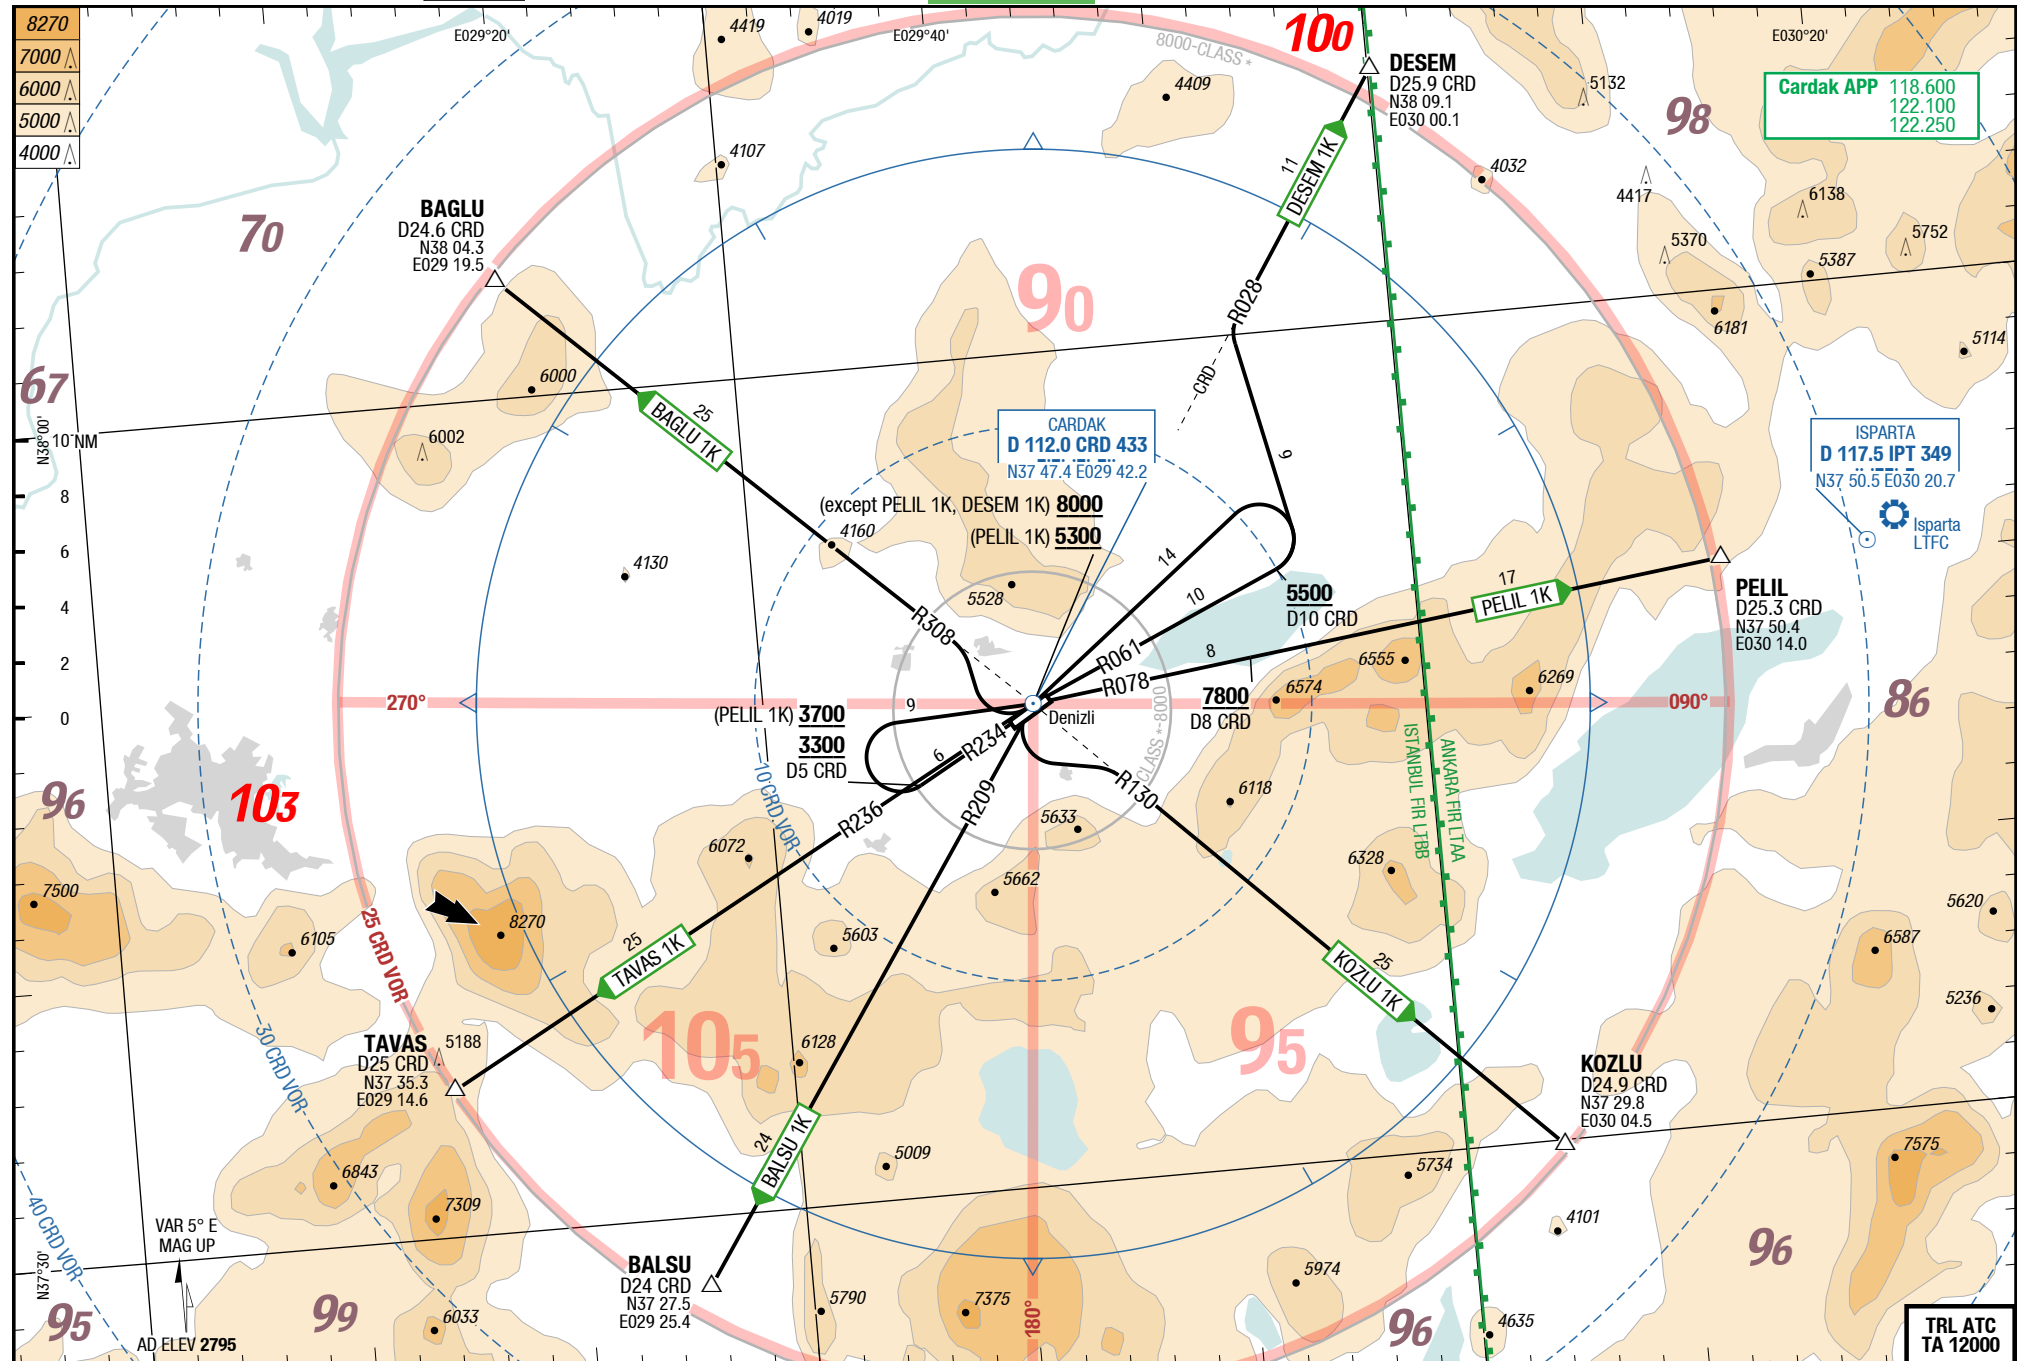 8270
7000
6000
5000
4000
4419
4019
E029°20'
E029°40'
8000-CLASS *
100
DESEM
D25.9 CRD
N38 09.1
E030 00.1
E030°20'
5132
98
Cardak APP 118.600
122.100
122.250
4409
4107
11
DESEM 1K
4032
4417
6138
5370
5752
5387
6181
5114
70
BAGLU
D24.6 CRD
N38 04.3
E029 19.5
90
R028
67
6000
CRD
25
BAGLU 1K
6002
N38°00'
10 NM
8
6
4
2
0
CARDAK
D 112.0 CRD 433
N37 47.4 E029 42.2
9
ISPARTA
D 117.5 IPT 349
N37 50.5 E030 20.7
Isparta
LTFC
(except PELIL 1K, DESEM 1K) 8000
(PELIL 1K) 5300
4160
4130
14
10
5528
5500
D10 CRD
17
PELIL 1K
PELIL
D25.3 CRD
N37 50.4
E030 14.0
R308
R061
R078
8
6555
6574
6269
270°
9
(PELIL 1K) 3700
3300
D5 CRD
Denizli
7800
D8 CRD
090°
86
6
R234
CLASS *-8000
ISTANBUL FIR LTBB
ANKARA FIR LTAA
96
103
10 CRD VOR
R236
R209
R130
6118
5633
6072
6328
7500
5662
8270
5603
6105
25 CRD VOR
25
TAVAS 1K
25
KOZLU 1K
5620
6587
5236
105
95
30 CRD VOR
TAVAS
D25 CRD
N37 35.3
E029 14.6
5188
6128
KOZLU
D24.9 CRD
N37 29.8
E030 04.5
24
BALSU 1K
5009
5734
7575
6843
7309
40 CRD VOR
VAR 5° E
MAG UP
4101
96
N37°30'
BALSU
D24 CRD
N37 27.5
E029 25.4
180°
5974
5790
7375
6033
95
99
96
4635
AD ELEV 2795
TRL ATC
TA 12000